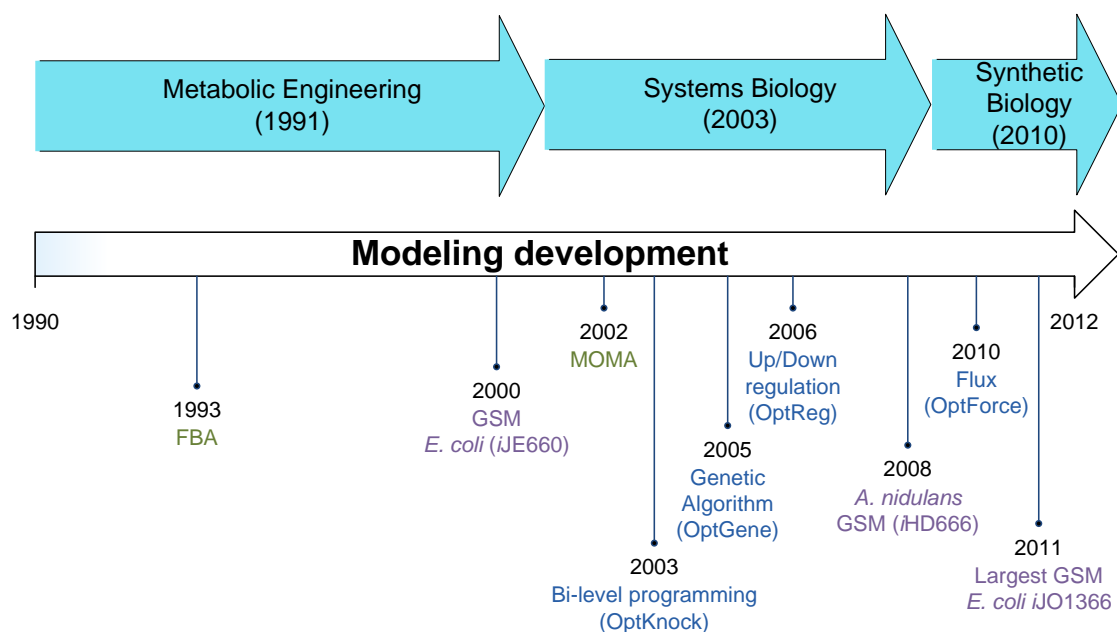 Metabolic Engineering
(1991)
Systems Biology
(2003)
Synthetic
Biology
(2010)
Modeling development
1990
2012
1993
FBA
2000
GSM
E. coli (iJE660)
2002
MOMA
2003
Bi-level programming
(OptKnock)
2005
Genetic
Algorithm
(OptGene)
2006
Up/Down
regulation
(OptReg)
2008
A. nidulans
GSM (iHD666)
2010
Flux
(OptForce)
2011
Largest GSM
E. coli iJO1366